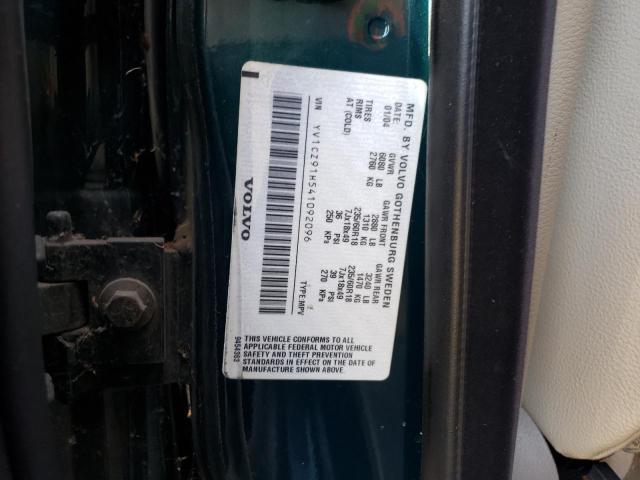 MFD. BY VOLVO GOTHENBURG SWEDEN
DATE: GVWR GAWR FRONT GAWR REAR
01/04 6080 LB 2880 LB 3240 LB
2760 KG 1310 KG 1470 KG
TIRES 235/60R18 235/60R18
RIMS 7Jx18x49 7Jx18x49
AT (COLD) 36 PSI 39 PSI
250 KPa 270 KPa
VIN YV1CZ91H541092096 TYPE:MPV
VOLVO
9454383
THIS VEHICLE CONFORMS TO ALL
APPLICABLE FEDERAL MOTOR VEHICLE
SAFETY AND THEFT PREVENTION
STANDARDS IN EFFECT ON THE DATE OF
MANUFACTURE SHOWN ABOVE.